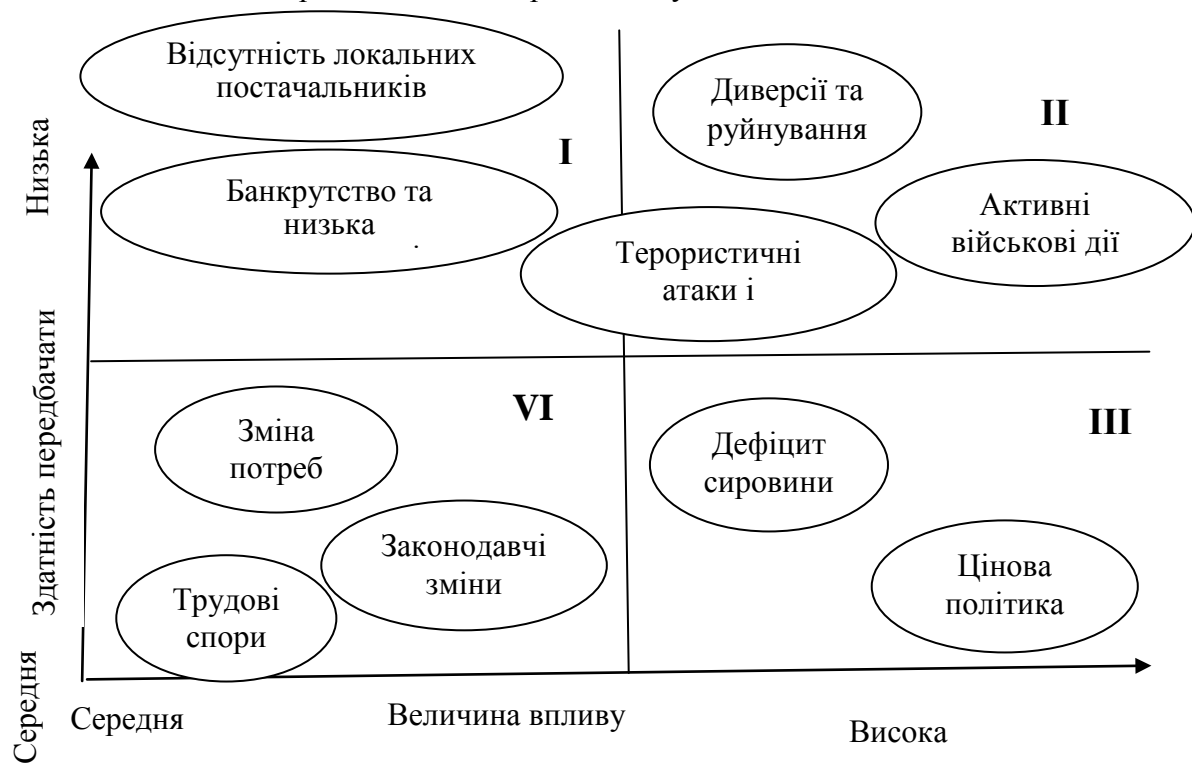 Відсутність локальних
постачальників
Диверсії та
руйнування
II
I
Низька
Банкрутство та
низька
Активні
військові дії
Терористичні
атаки і
Здатність передбачати
VI
III
Зміна
потреб
Дефіцит
сировини
Законодавчі
зміни
Цінова
політика
Трудові
спори
Середня
Середня
Величина впливу
Висока